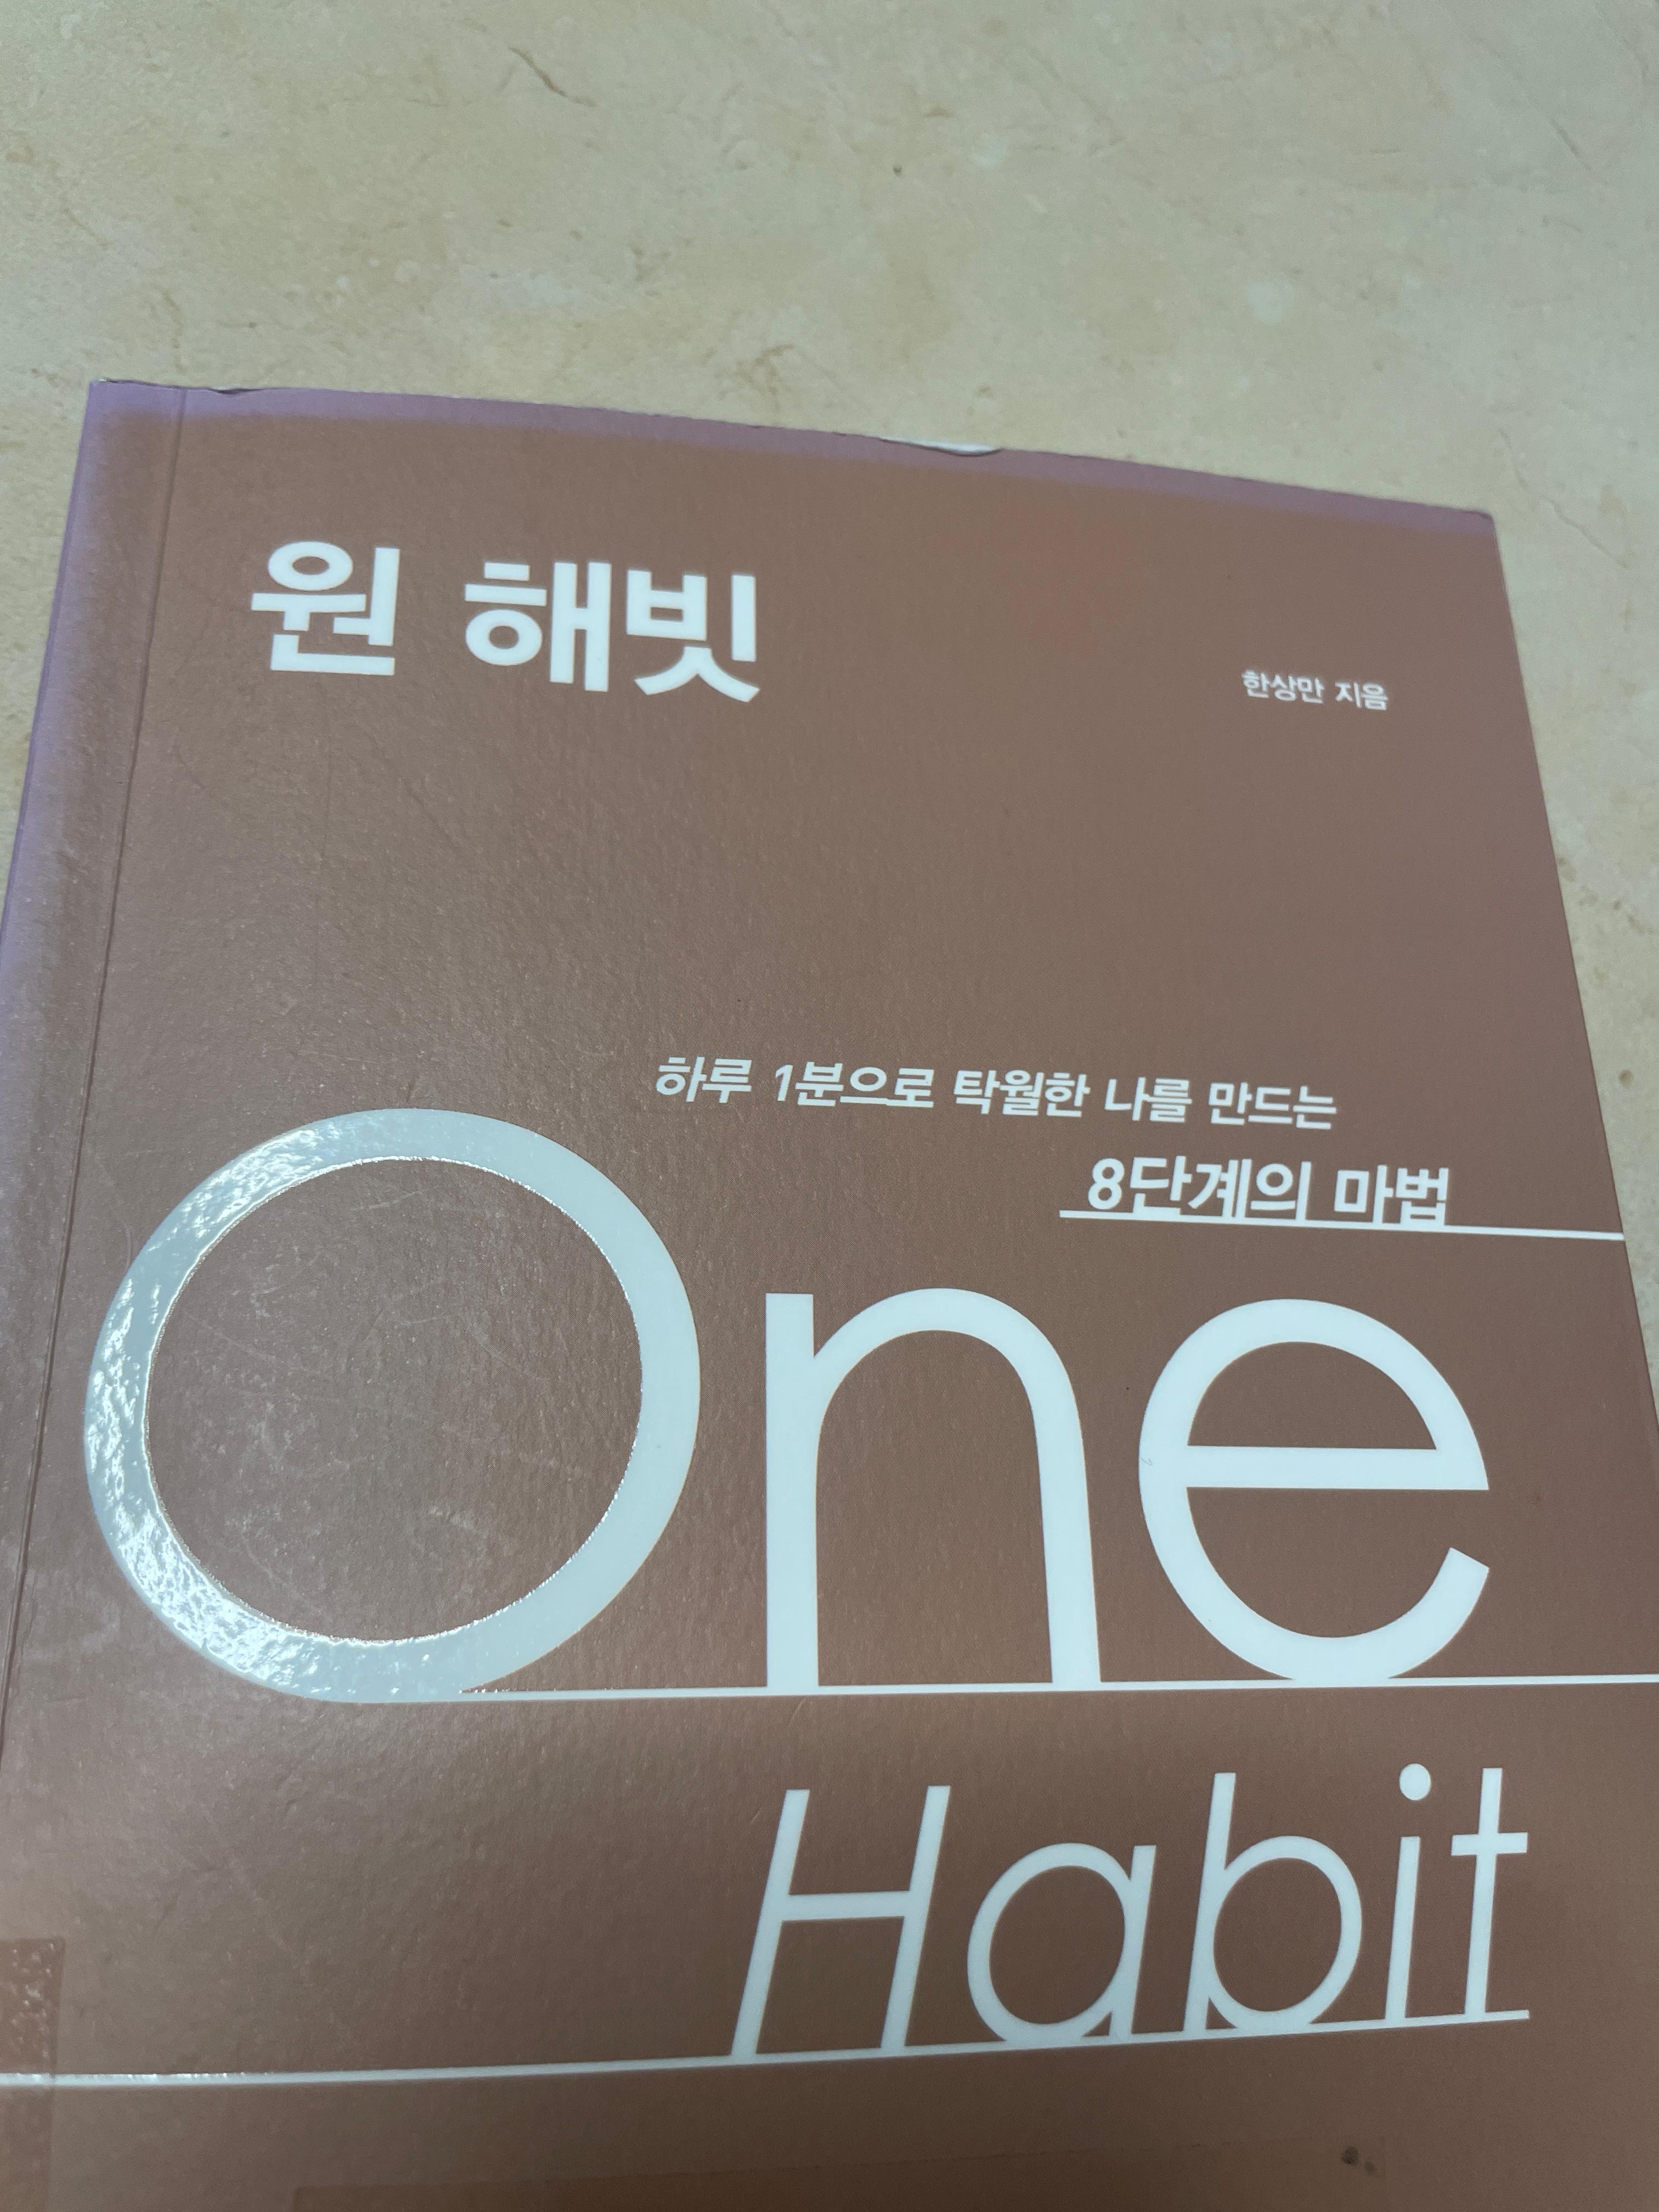 원 해빗
한상만 지음
하루 1분으로 탁월한 나를 만드는
8단계의 마법
One
Habit